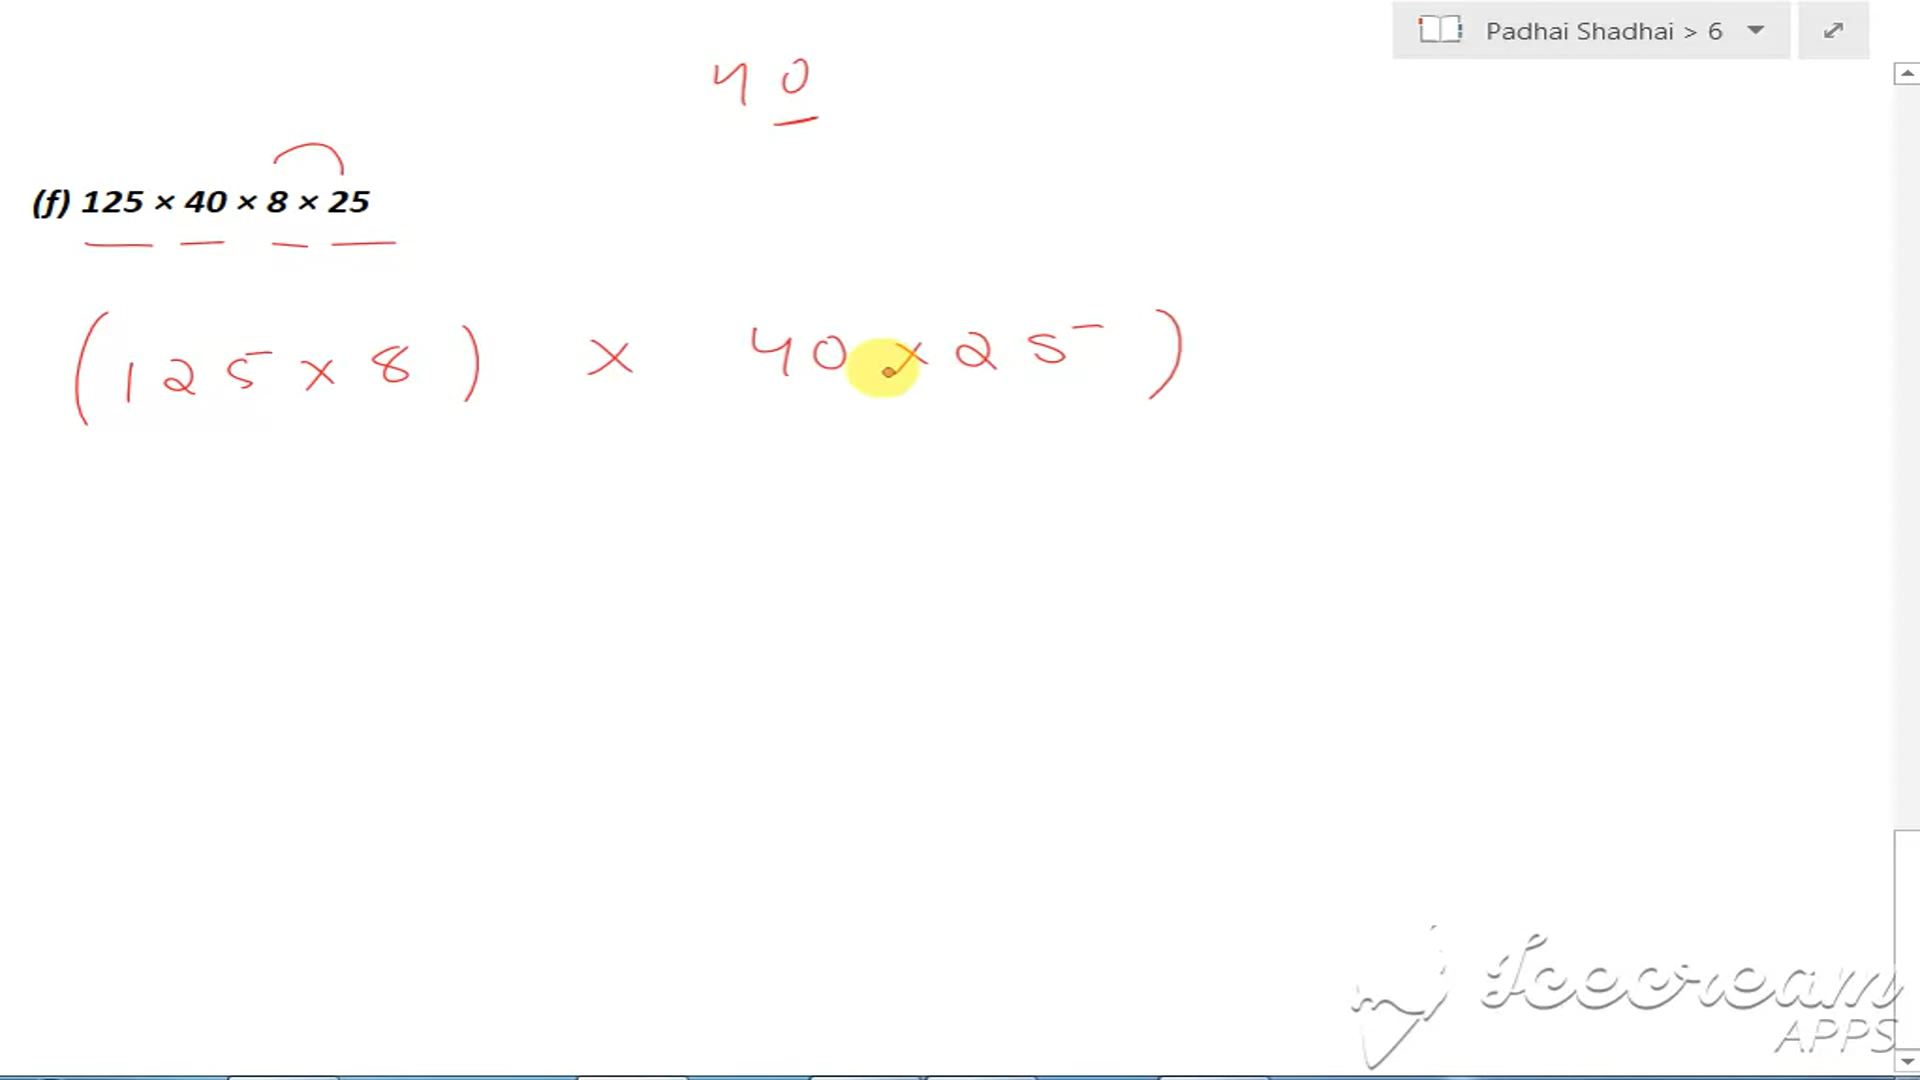 Padhai Shadhai > 6
40
(f) 125 × 40 × 8 × 25
(125 × 8) × 40 × 25)
Icecream
APPS